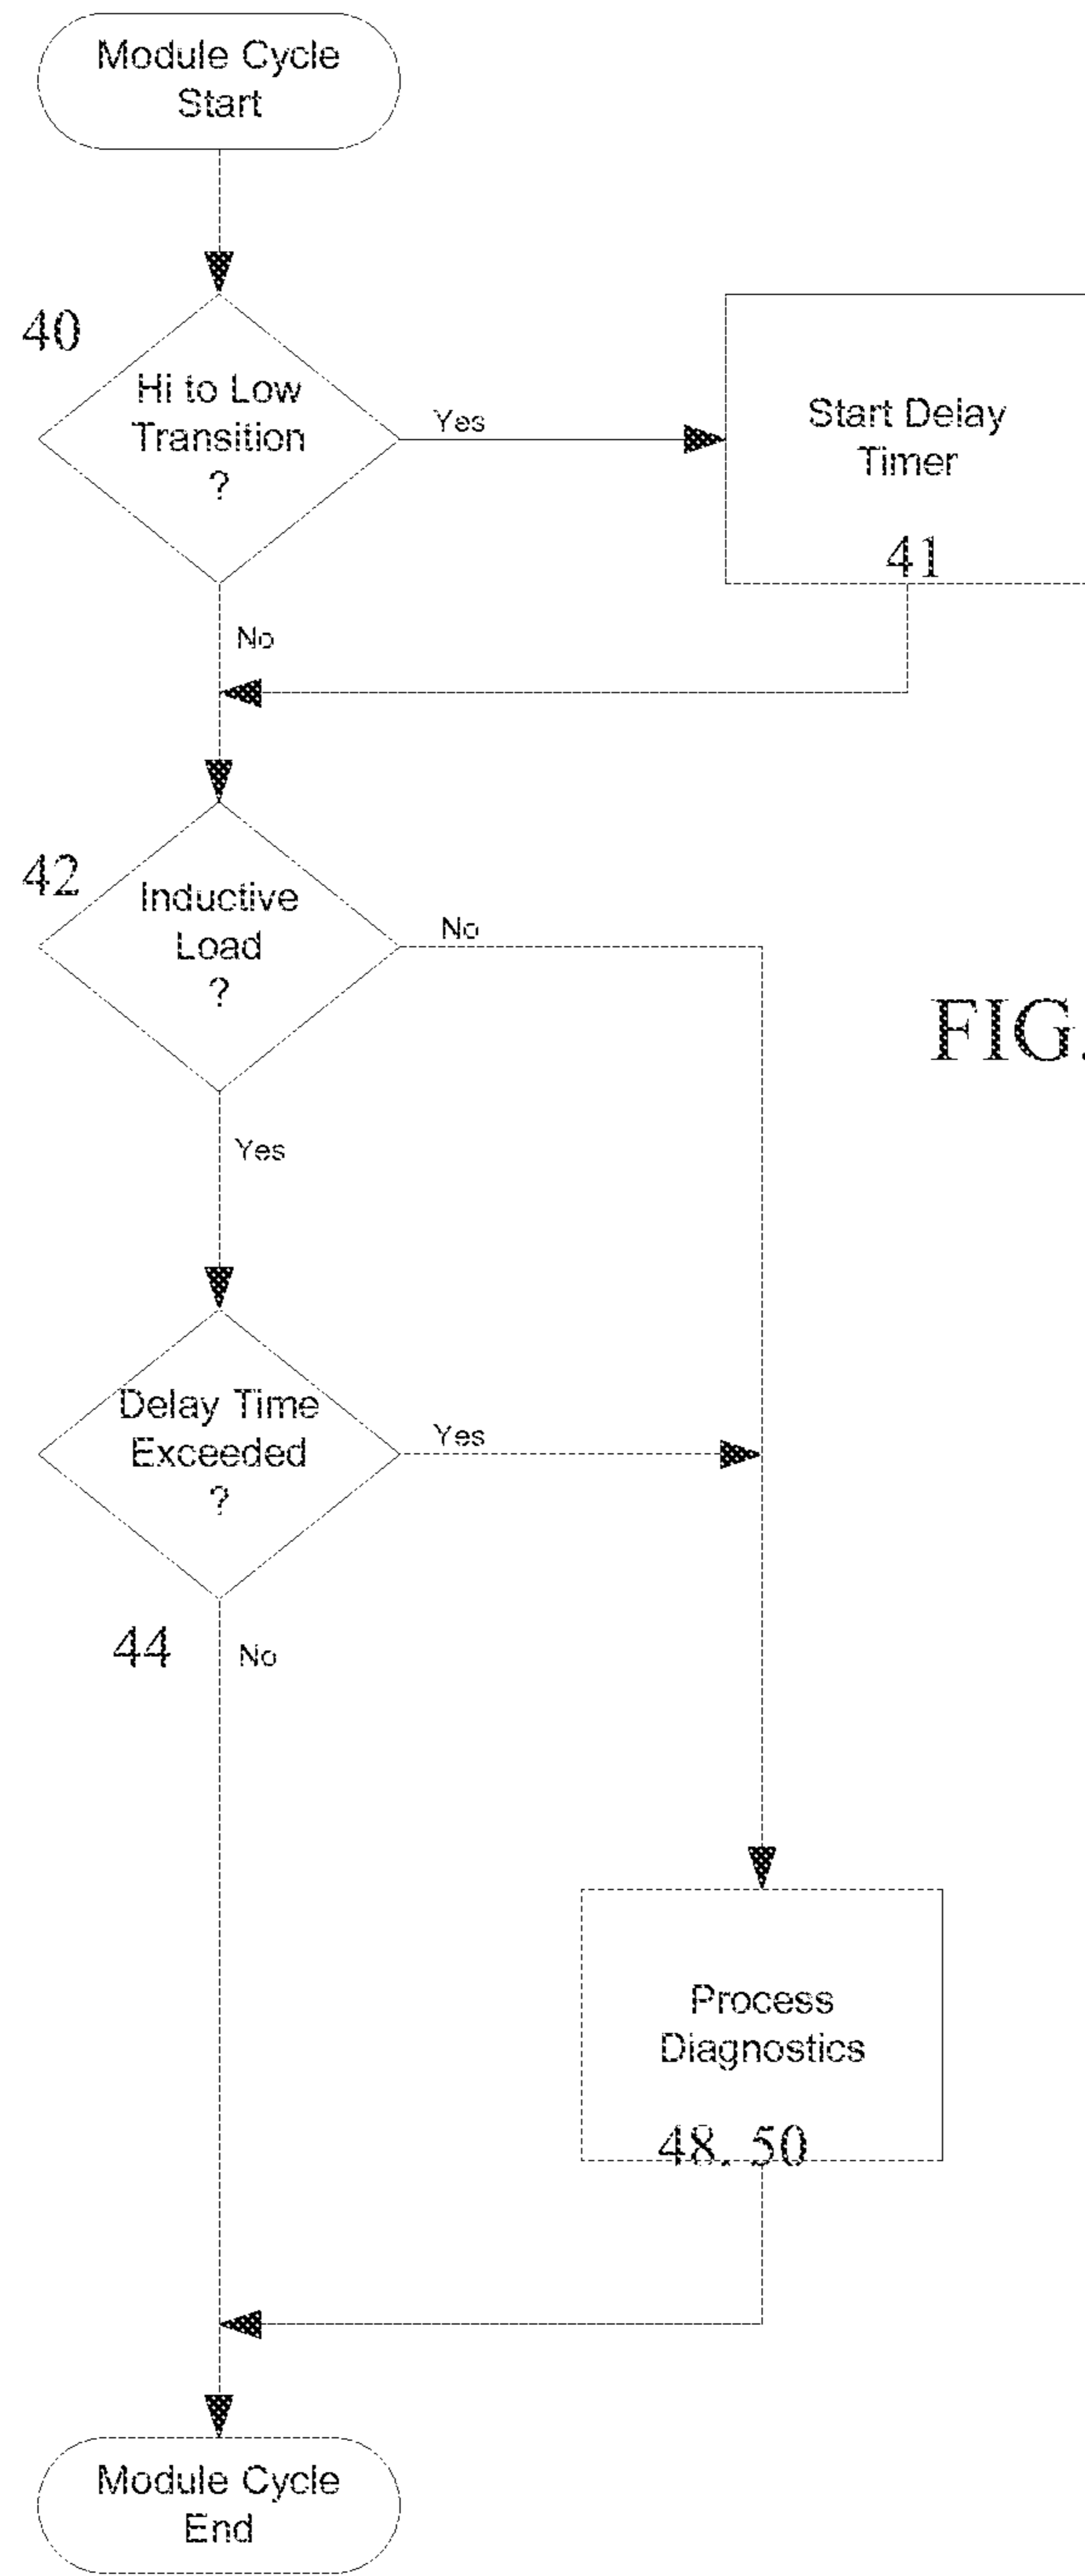 Module Cycle
Start
40
Hi to Low
Transition
?
Yes
Start Delay
Timer
41
No
42
Inductive
Load
?
No
FIG.
Yes
Delay Time
Exceeded
?
Yes
44
No
Process
Diagnostics
48, 50
Module Cycle
End